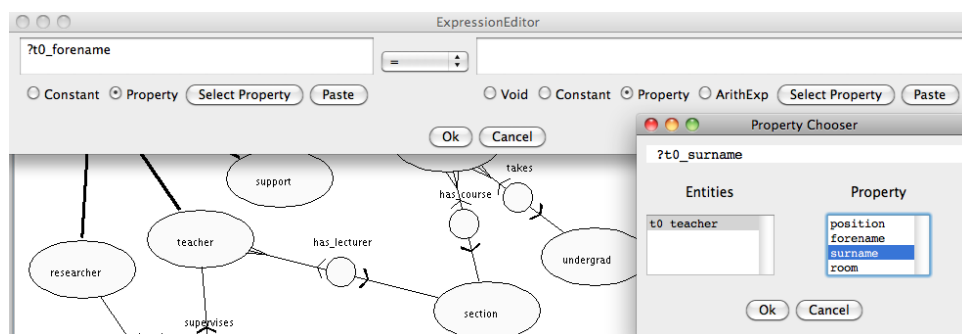 ExpressionEditor
?t0_forename
=
Constant Property Select Property Paste
Void Constant Property ArithExp Select Property Paste
Ok Cancel
Property Chooser
?t0_surname
Entities Property
t0 teacher
position
forename
surname
room
Ok Cancel
takes
support
has_course
teacher
has_lecturer
undergrad
researcher
section
supervises